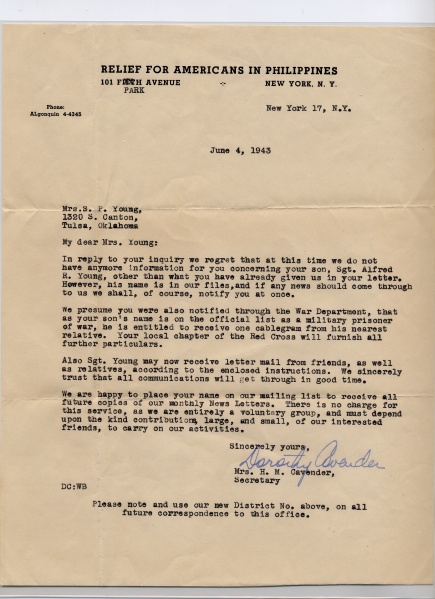 RELIEF FOR AMERICANS IN PHILIPPINES
101 FIFTH AVENUE ÷ NEW YORK, N. Y.
PARK
New York 17, N.Y.
Phone:
ALgonquin 4-4345
June 4, 1943
Mrs.S. P. Young,
1320 S. Canton,
Tulsa, Oklahoma
My dear Mrs. Young:
In reply to your inquiry we regret that at this time we do not
have anymore information for you concerning your son, Sgt. Alfred
R. Young, other than what you have already given us in your letter.
However, his name is in our files,and if any news should come through
to us we shall, of course, notify you at once.
We presume you were also notified through the War Department, that
as your son's name is on the official list as a military prisoner
of war, he is entitled to receive one cablegram from his nearest
relative. Your local chapter of the Red Cross will furnish all
further particulars.
Also Sgt. Young may now receive letter mail from friends, as well
as relatives, according to the enclosed instructions. We sincerely
trust that all communications will get through in good time.
We are happy to place your name on our mailing list to receive all
future copies of our monthly News Letters. There is no charge for
this service, as we are entirely a voluntary group, and must depend
upon the kind contributions, large, and small, of our interested
friends, to carry on our activities.
Sincerely yours,
Dorothy Cavender
Mrs. H. M. Cavender,
Secretary
DC:WB
Please note and use our new District No. above, on all
future correspondence to this office.